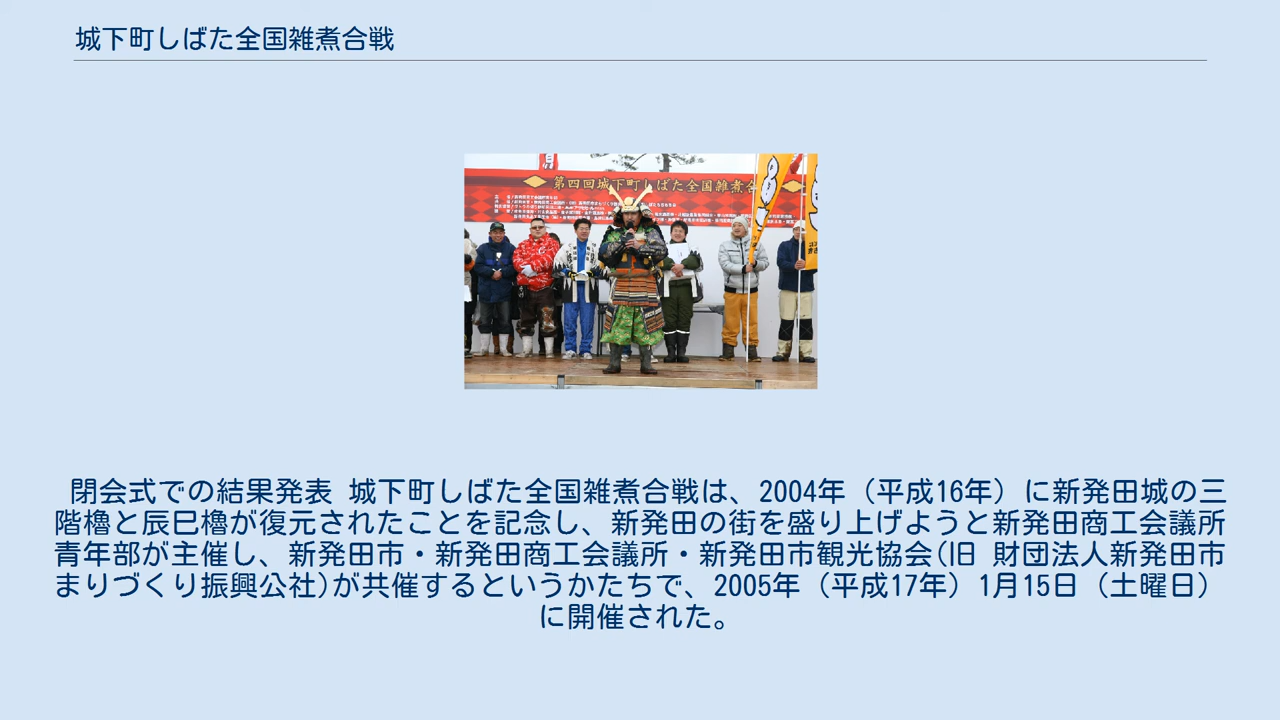 城下町しばた全国雑煮合戦
第四回城下町しばた全国雑煮合
閉会式での結果発表 城下町しばた全国雑煮合戦は、2004年（平成16年）に新発田城の三
階櫓と辰巳櫓が復元されたことを記念し、新発田の街を盛り上げようと新発田商工会議所
青年部が主催し、新発田市・新発田商工会議所・新発田市観光協会(旧 財団法人新発田市
まりづくり振興公社)が共催するというかたちで、2005年（平成17年）1月15日（土曜日）
に開催された。